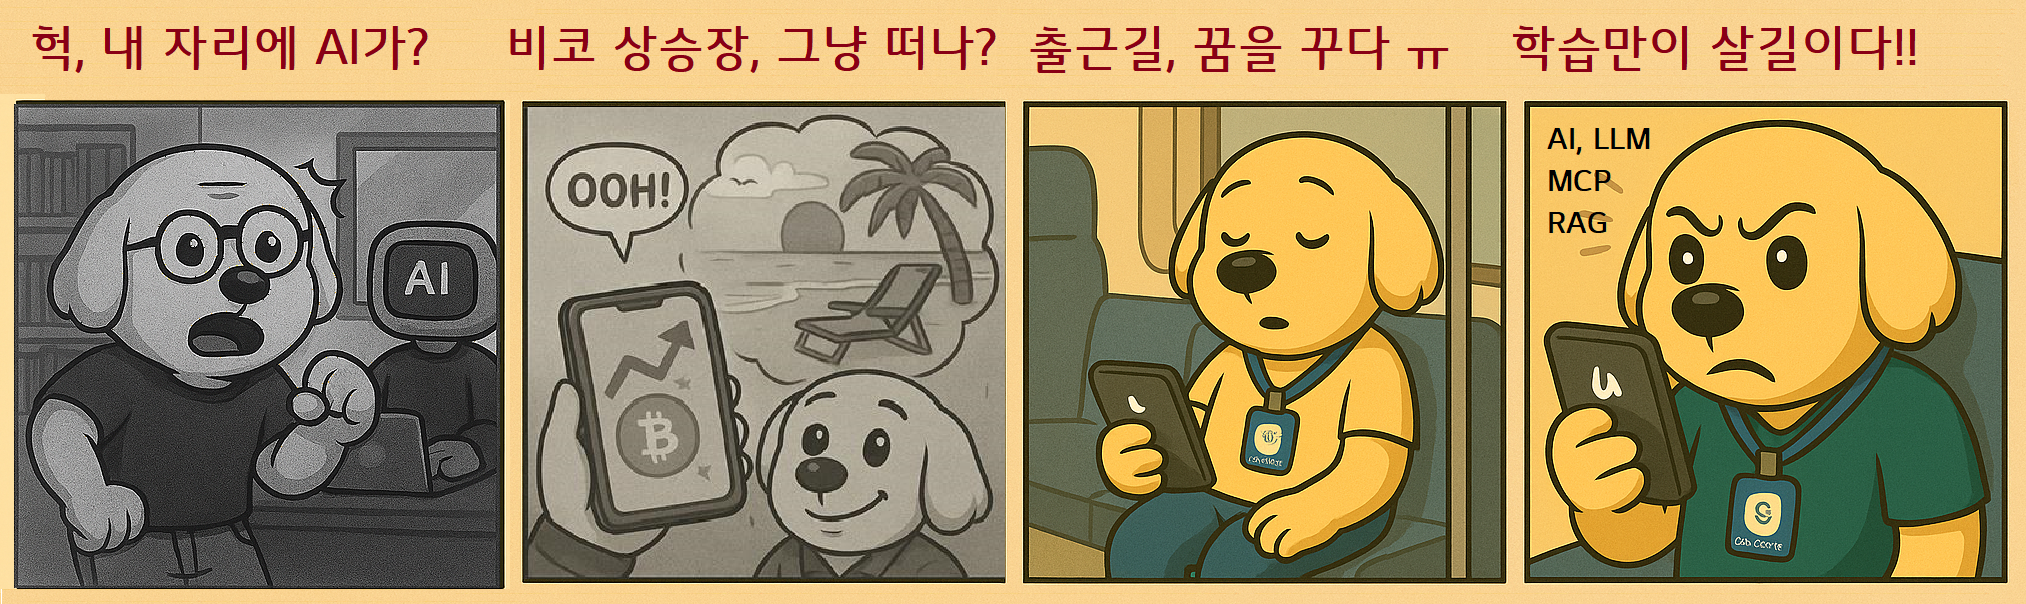 헉, 내 자리에 AI가?
비코 상승장, 그냥 떠나?
출근길, 꿈을 꾸다 ㅠ
학습만이 살길이다!!
AI
OOH!
AI, LLM
MCP
RAG